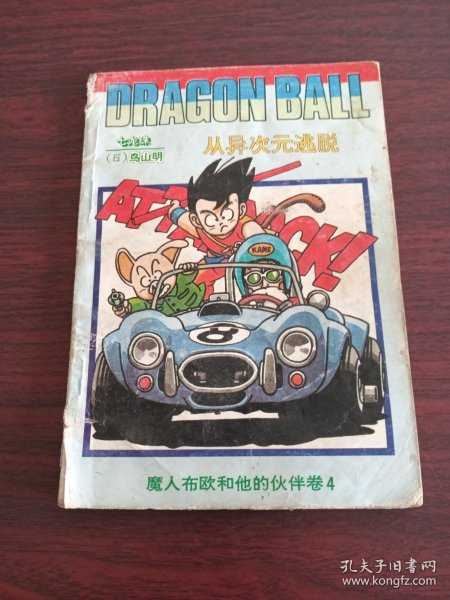 DRAGON BALL
七龙珠
(5)鸟山明
从异次元逃脱
ATTACK!
KAME
8
魔人布欧和他的伙伴卷4
孔夫子旧书网
www.kongfz.com